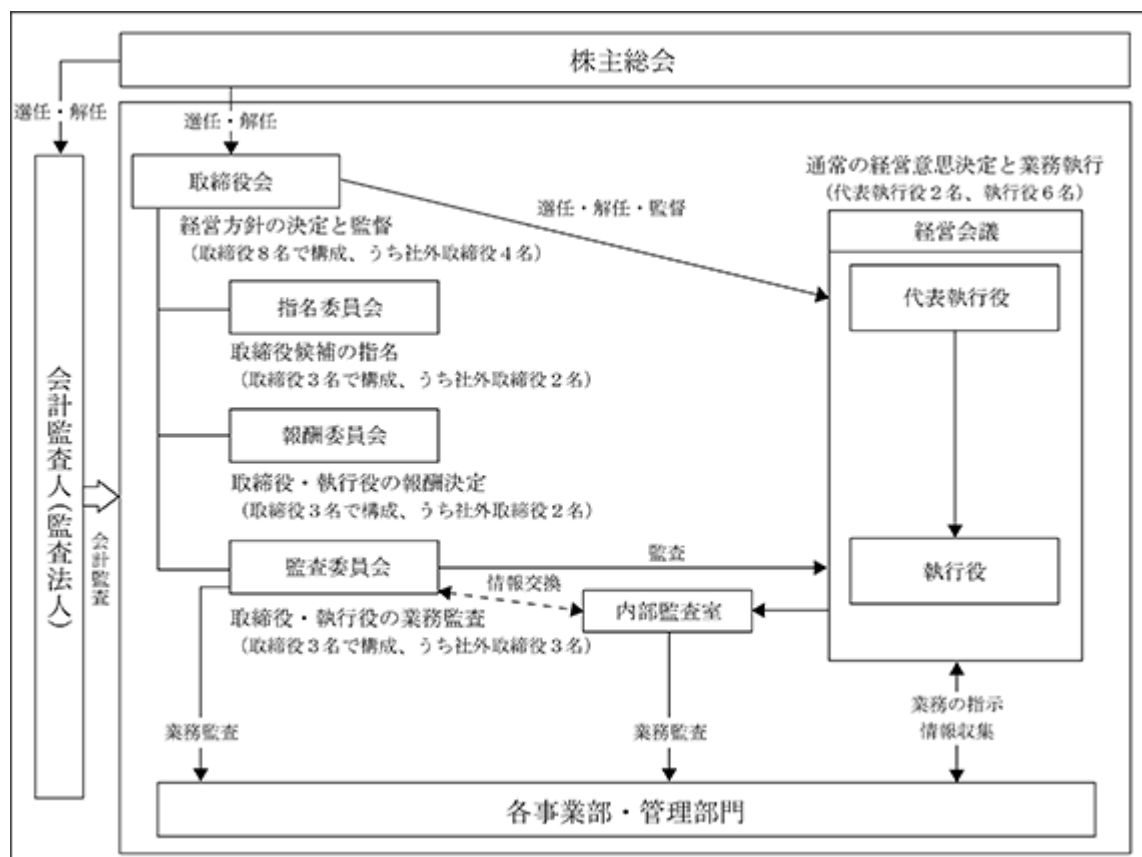 株主総会
選任・解任
選任・解任
取締役会
経営方針の決定と監督
（取締役８名で構成、うち社外取締役４名）
選任・解任・監督
通常の経営意思決定と業務執行
（代表執行役２名、執行役６名）
経営会議
代表執行役
執行役
指名委員会
取締役候補の指名
（取締役３名で構成、うち社外取締役２名）
報酬委員会
取締役・執行役の報酬決定
（取締役３名で構成、うち社外取締役２名）
会計監査人（監査法人）
会計監査
監査委員会
監査
情報交換
内部監査室
取締役・執行役の業務監査
（取締役３名で構成、うち社外取締役３名）
業務監査
業務監査
業務の指示
情報収集
各事業部・管理部門